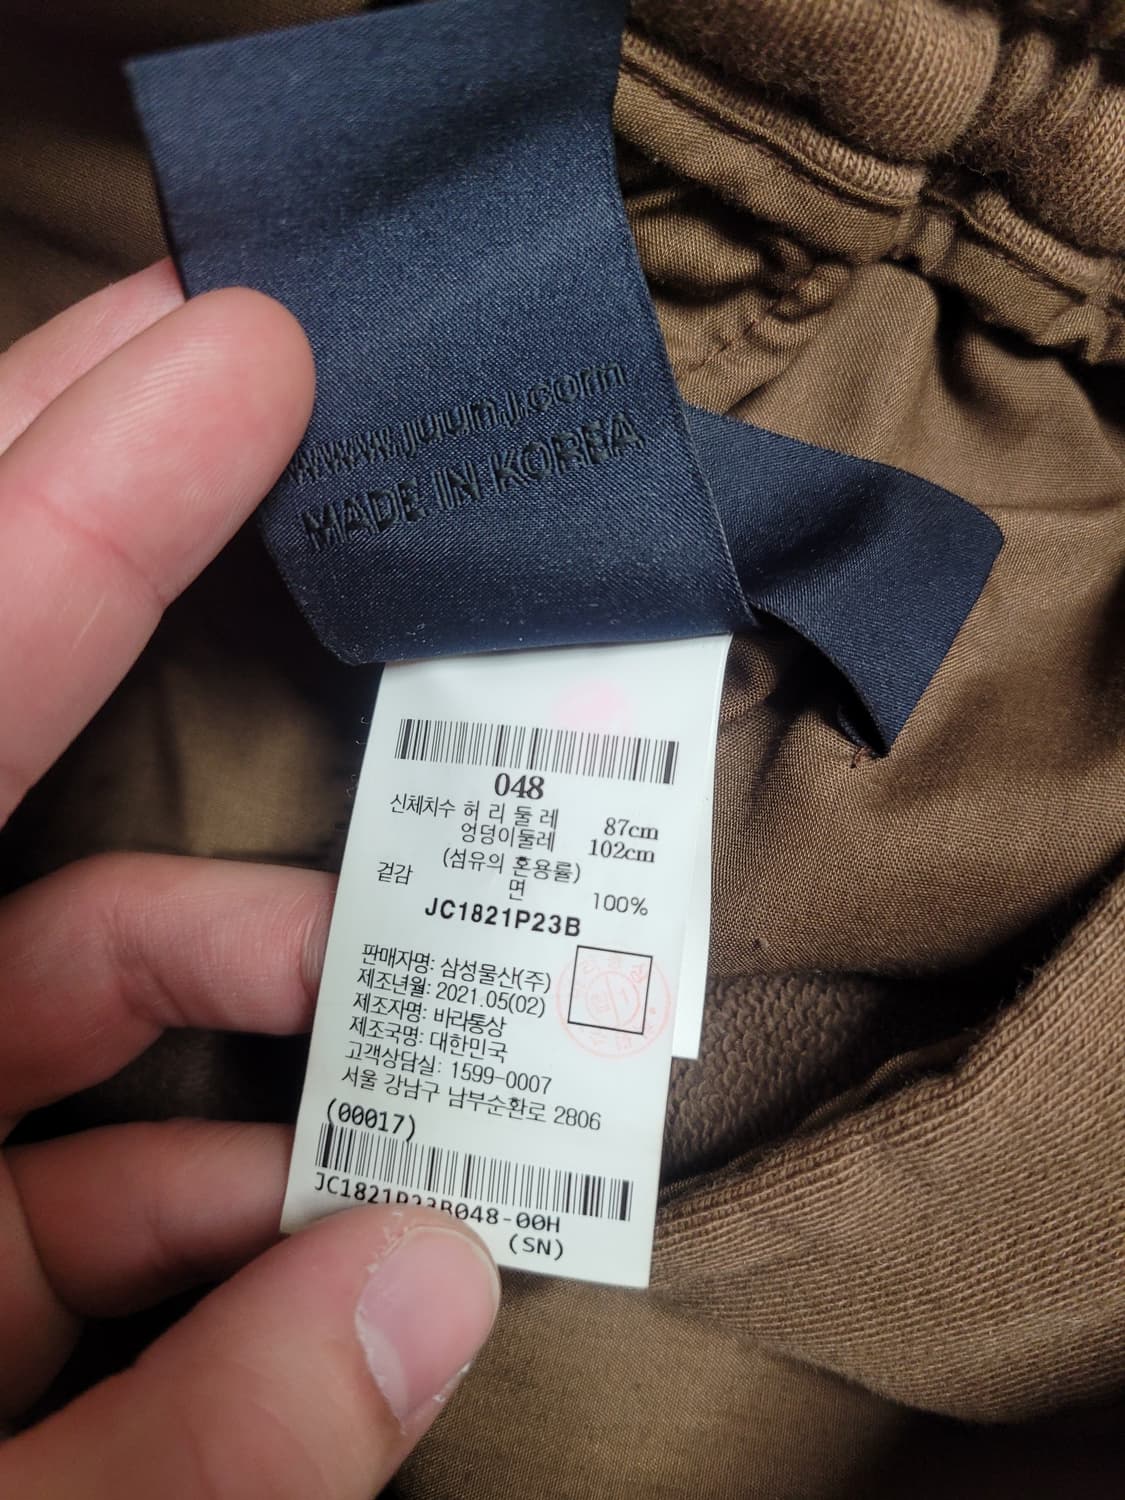 www.juunj.com
MADE IN KOREA
048
신체치수 허 리 둘 레 87cm
엉덩이둘레 102cm
(섬유의 혼용률)
겉감 면 100%
JC1821P23B
판매자명: 삼성물산(주)
제조년월: 2021.05(02)
제조자명: 바라통상
제조국명: 대한민국
고객상담실: 1599-0007
서울 강남구 남부순환로 2806
(00017)
JC1821P23B048-00H
(SN)